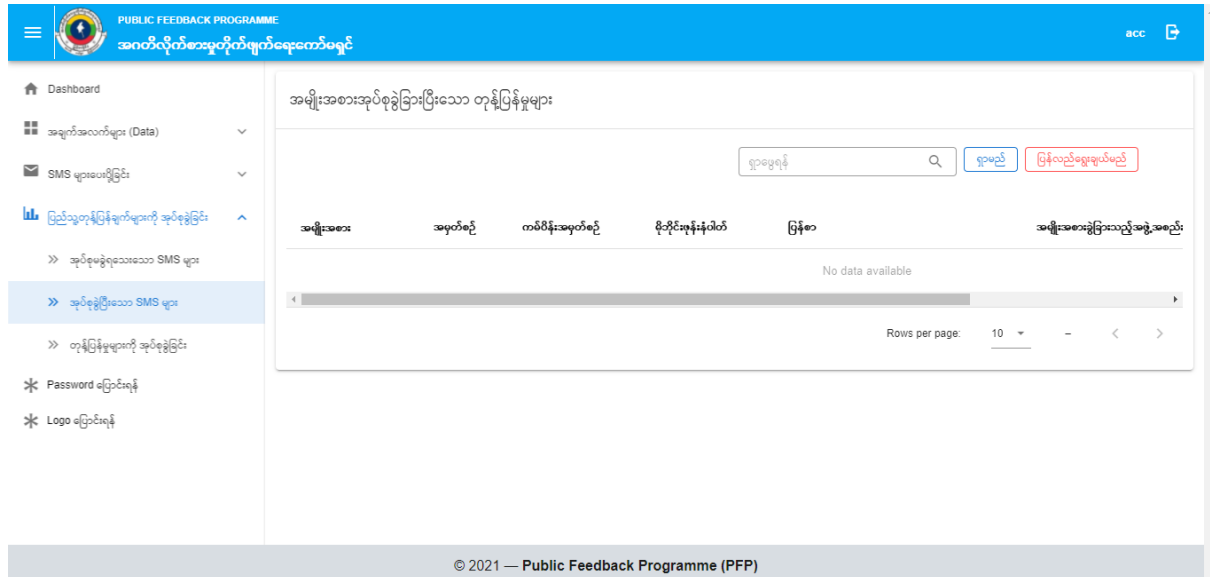 PUBLIC FEEDBACK PROGRAMME
အဂတိလိုက်စားမှုတိုက်ဖျက်ရေးကော်မရှင်
acc
Dashboard
အချက်အလက်များ (Data)
SMS များပေးပို့ခြင်း
ပြည်သူ့တုန့်ပြန်ချက်များကို အုပ်စုခွဲခြင်း
အုပ်စုမခွဲရသေးသော SMS များ
အုပ်စုခွဲပြီးသော SMS များ
တုန့်ပြန်မှုများကို အုပ်စုခွဲခြင်း
Password ပြောင်းရန်
Logo ပြောင်းရန်
အမျိုးအစားအုပ်စုခွဲခြားပြီးသော တုန့်ပြန်မှုများ
ရှာဖွေရန်
ရှာမည်
ပြန်လည်ရွေးချယ်မည်
အမျိုးအစား အမှတ်စဉ် ကမ်ပိန်းအမှတ်စဉ် မိုဘိုင်းဖုန်းနံပါတ် ပြန်စာ အမျိုးအစားခွဲခြားသည့်အဖွဲ့အစည်း
No data available
Rows per page: 10 –
© 2021 — Public Feedback Programme (PFP)